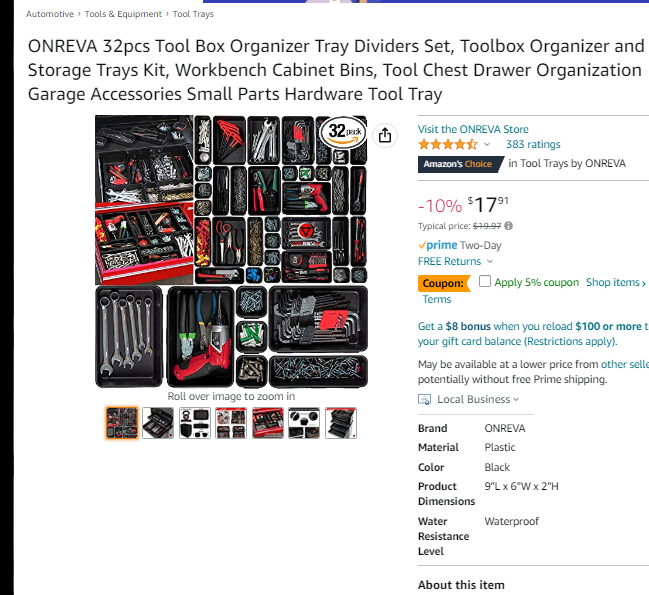 Automotive › Tools & Equipment › Tool Trays
ONREVA 32pcs Tool Box Organizer Tray Dividers Set, Toolbox Organizer and
Storage Trays Kit, Workbench Cabinet Bins, Tool Chest Drawer Organization
Garage Accessories Small Parts Hardware Tool Tray
32 pack
Visit the ONREVA Store
383 ratings
Amazon's Choice in Tool Trays by ONREVA
-10% $17 91
Typical price: $19.97
prime Two-Day
FREE Returns
Coupon: Apply 5% coupon Shop items ›
Terms
Get a $8 bonus when you reload $100 or more t
your gift card balance (Restrictions apply).
May be available at a lower price from other selle
potentially without free Prime shipping.
Local Business
Roll over image to zoom in
Brand ONREVA
Material Plastic
Color Black
Product 9"L x 6"W x 2"H
Dimensions
Water Waterproof
Resistance
Level
About this item